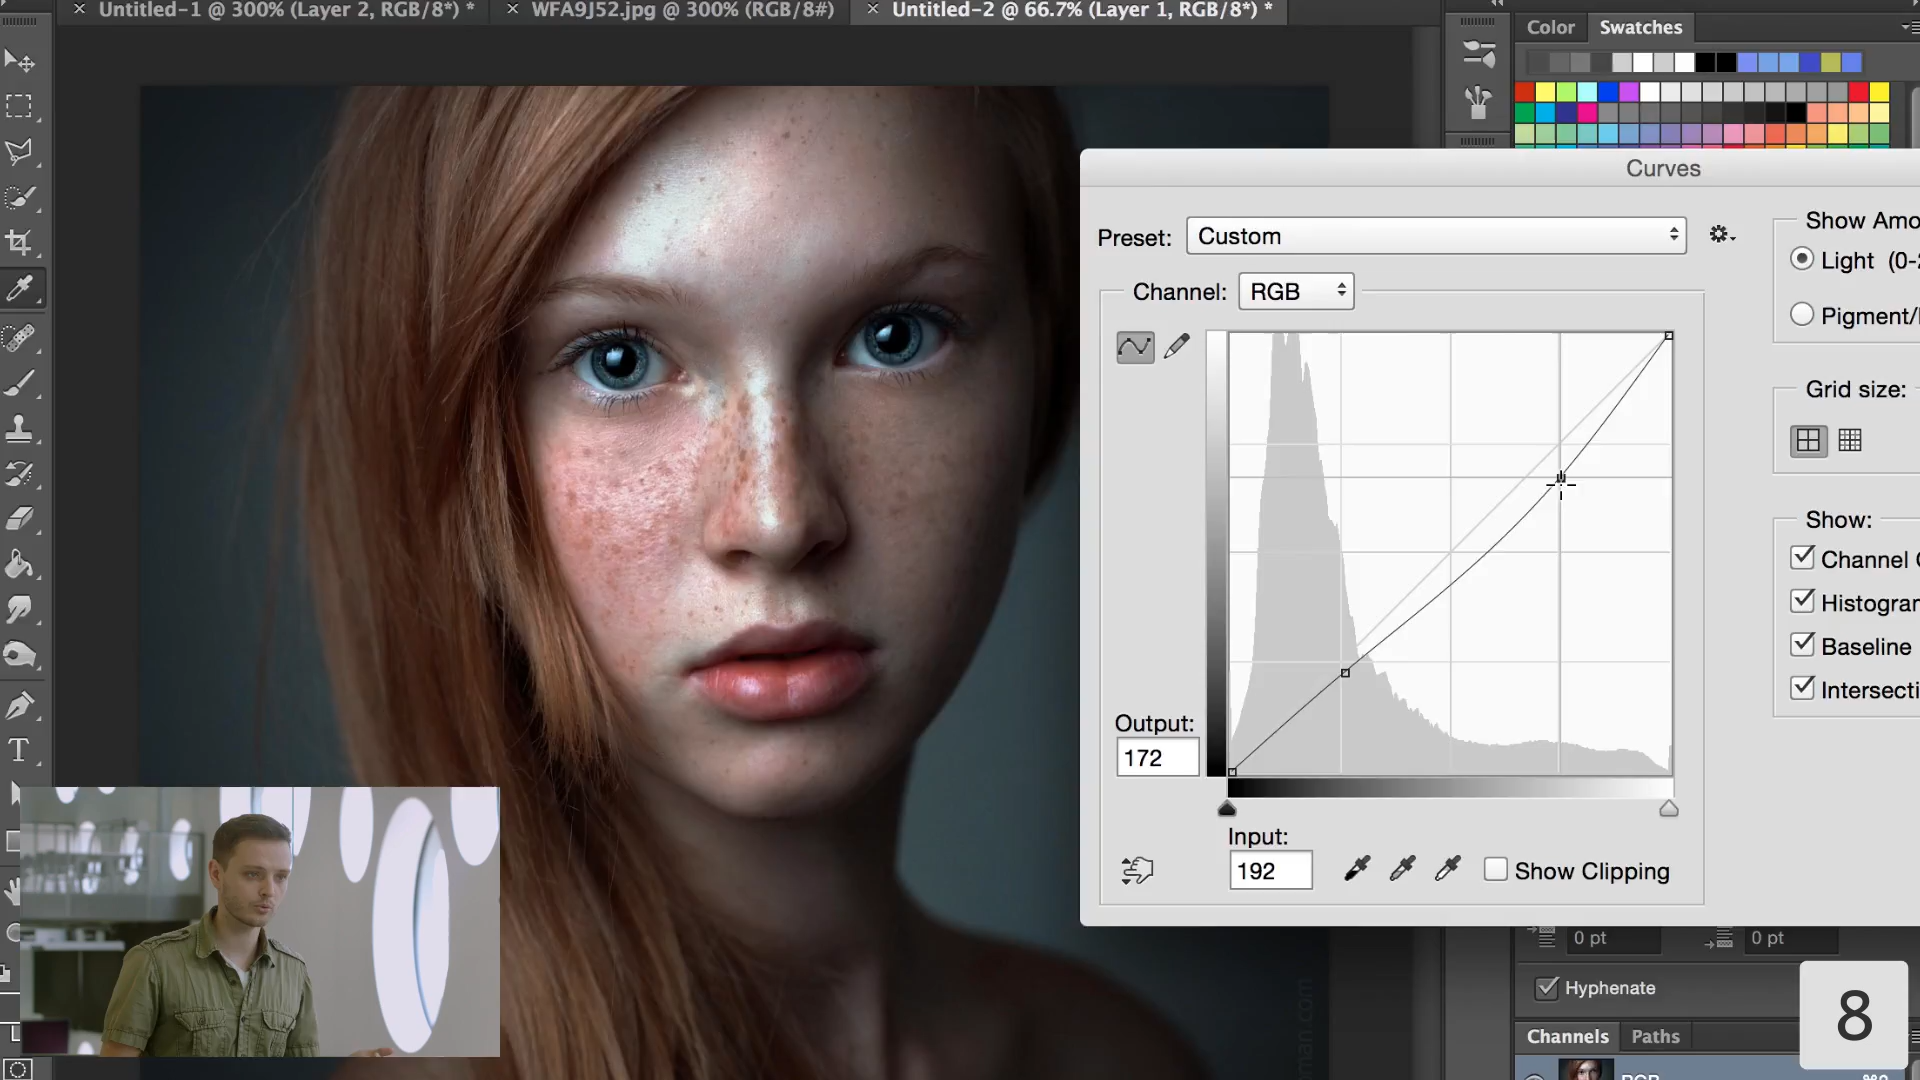 Untitled-1 @ 300% (Layer 2, RGB/8*) *
WFA9J52.jpg @ 300% (RGB/8#)
Untitled-2 @ 66.7% (Layer 1, RGB/8*) *
Color
Swatches
Curves
Preset:
Custom
Show Amo
Light (0-2
Pigment/I
Channel:
RGB
Grid size:
Show:
Channel O
Histogran
Baseline
Intersecti
Output:
172
Input:
192
Show Clipping
0 pt
0 pt
Hyphenate
Channels
Paths
RGB
8